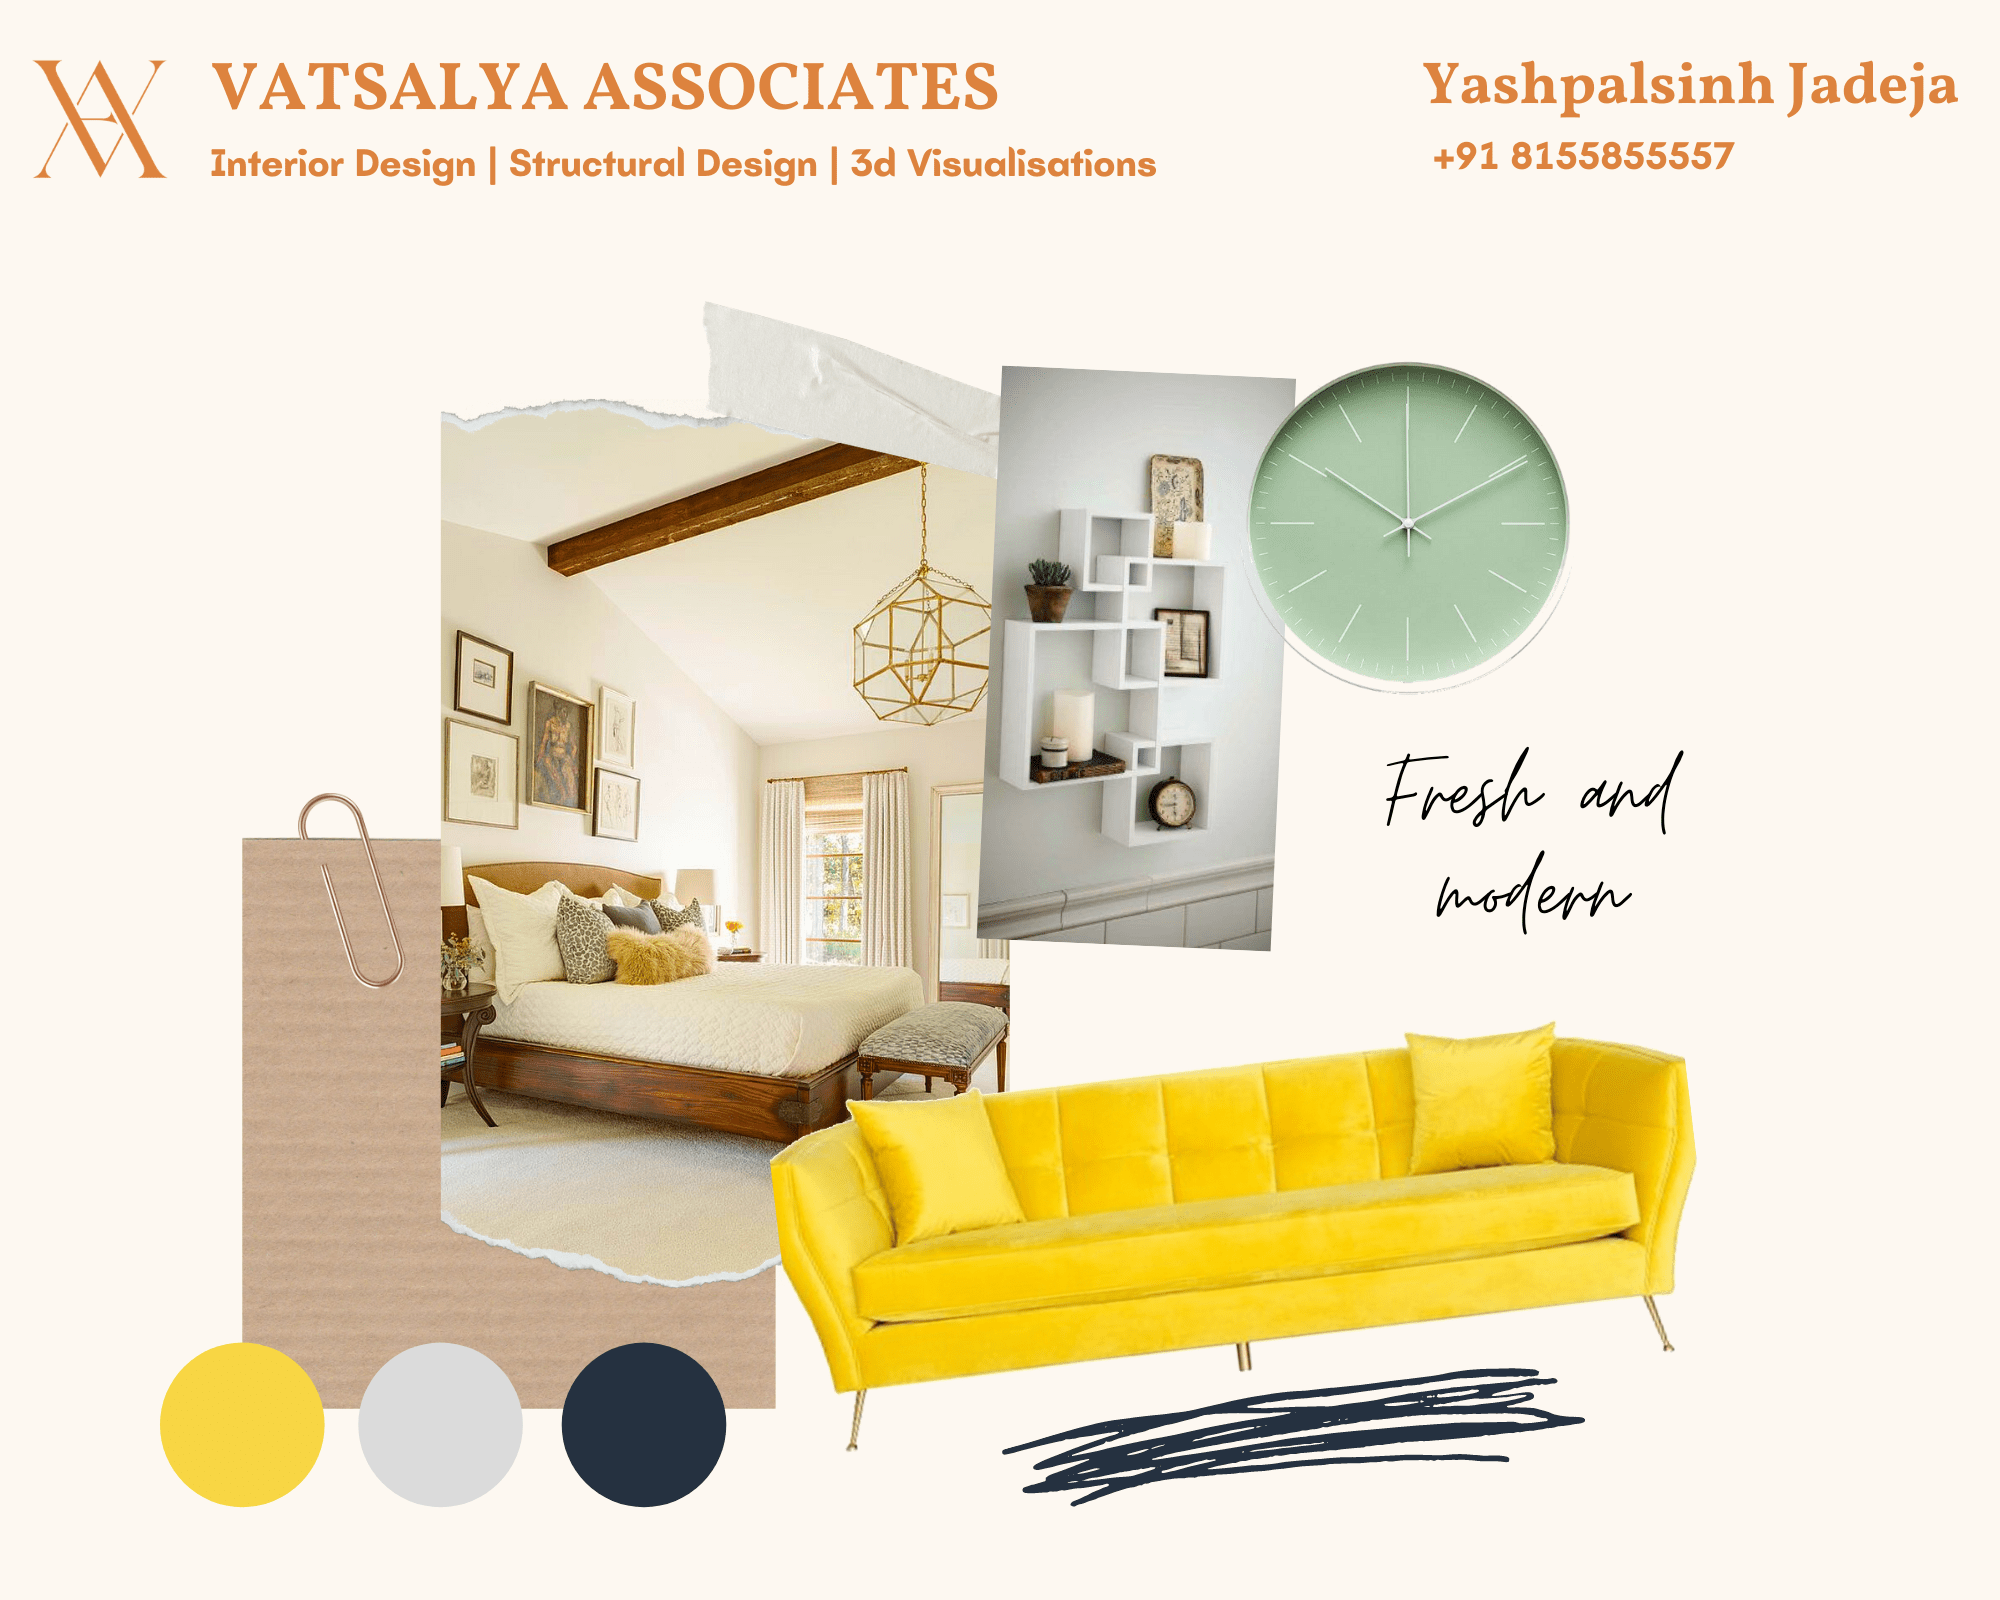 VATSALYA ASSOCIATES
Interior Design | Structural Design | 3d Visualisations
Yashpalsinh Jadeja
+91 8155855557
Fresh and
modern